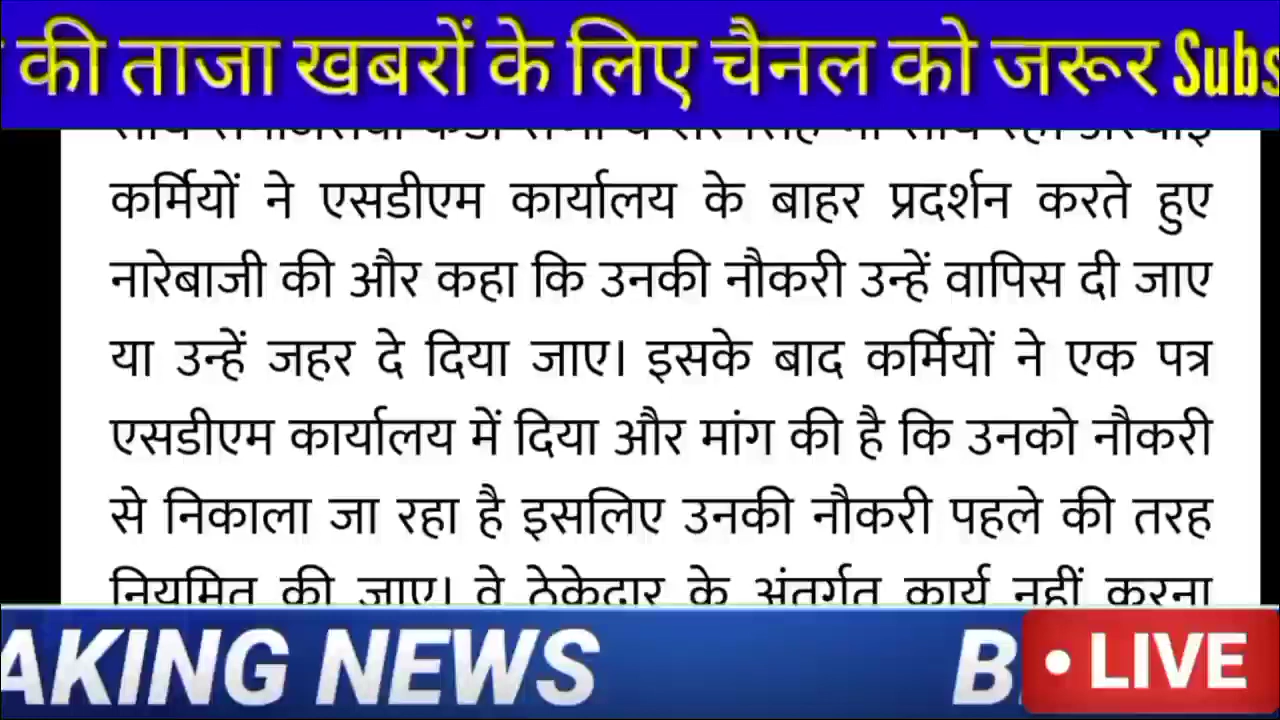 की ताजा खबरों के लिए चैनल को जरूर Subs
कर्मियों ने एसडीएम कार्यालय के बाहर प्रदर्शन करते हुए
नारेबाजी की और कहा कि उनकी नौकरी उन्हें वापिस दी जाए
या उन्हें जहर दे दिया जाए। इसके बाद कर्मियों ने एक पत्र
एसडीएम कार्यालय में दिया और मांग की है कि उनको नौकरी
से निकाला जा रहा है इसलिए उनकी नौकरी पहले की तरह
नियमित की जाए। वे ठेकेदार के अंतर्गत कार्य नहीं करना
AKING NEWS B
• LIVE